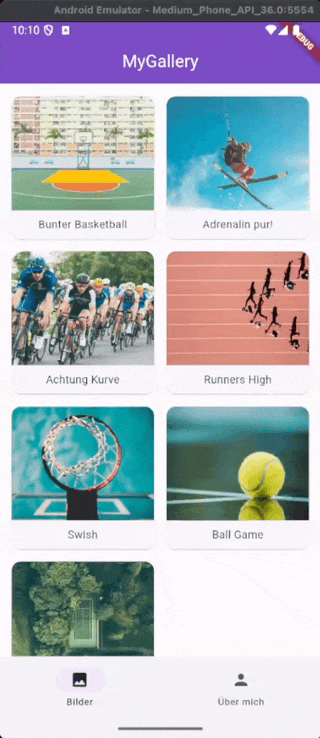 Android Emulator - Medium_Phone_API_36.0:5554
10:10
DEBUG
MyGallery
Bunter Basketball
Adrenalin pur!
Achtung Kurve
Runners High
Swish
Ball Game
Bilder
Über mich